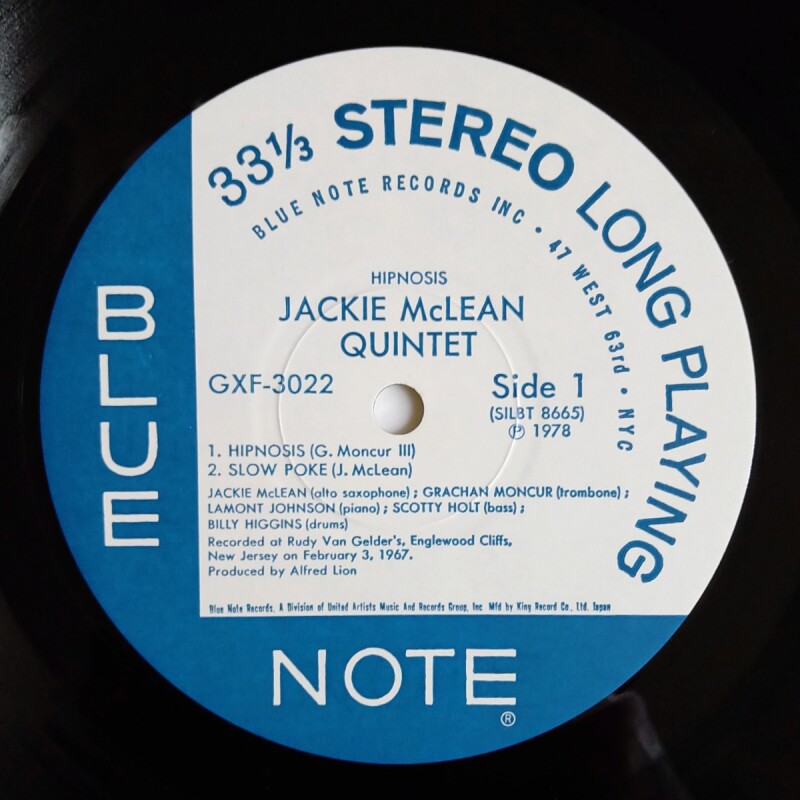 33⅓ STEREO LONG PLAYING
BLUE NOTE RECORDS INC • 47 WEST 63rd • NYC
HIPNOSIS
JACKIE McLEAN
QUINTET
GXF-3022
Side 1
(SILBT 8665)
Ⓟ 1978
1. HIPNOSIS (G. Moncur III)
2. SLOW POKE (J. McLean)
JACKIE McLEAN (alto saxophone) ; GRACHAN MONCUR (trombone) ;
LAMONT JOHNSON (piano) ; SCOTTY HOLT (bass) ;
BILLY HIGGINS (drums)
Recorded at Rudy Van Gelder's, Englewood Cliffs,
New Jersey on February 3, 1967.
Produced by Alfred Lion
Blue Note Records, A Division of United Artists Music And Records Group, Inc Mfd by King Record Co., Ltd. Japan
BLUE
NOTE
®